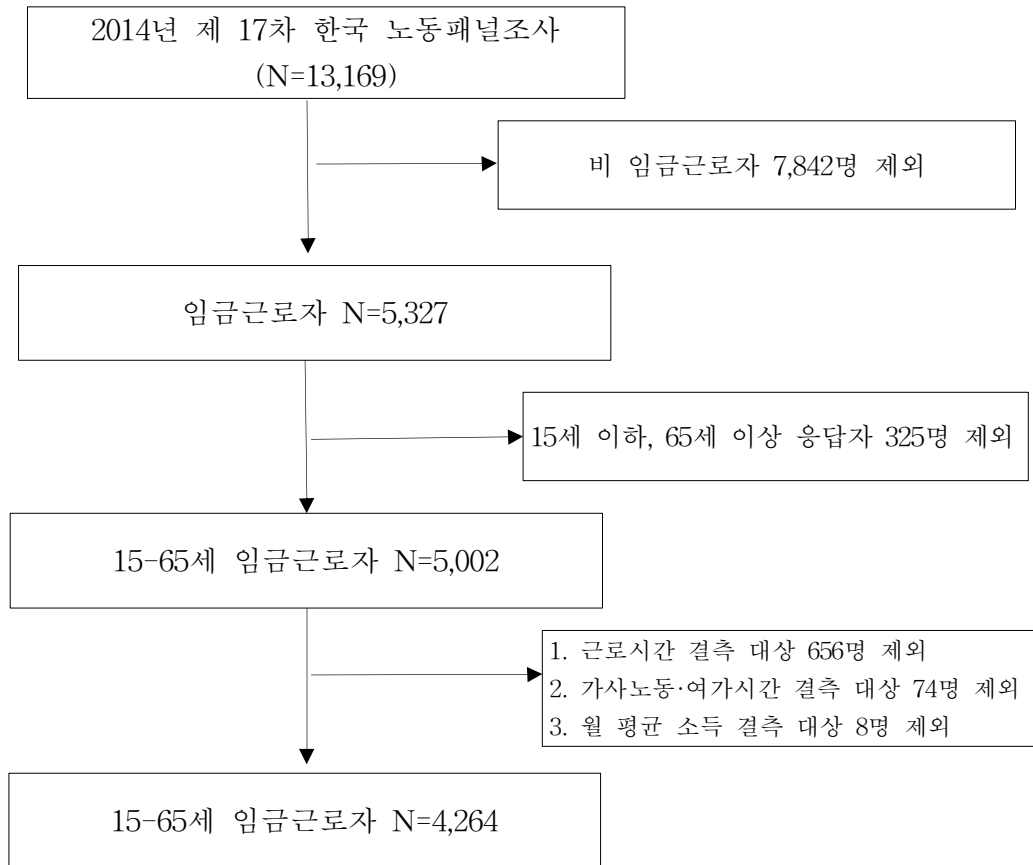 2014년 제 17차 한국 노동패널조사
(N=13,169)
비 임금근로자 7,842명 제외
임금근로자 N=5,327
15세 이하, 65세 이상 응답자 325명 제외
15-65세 임금근로자 N=5,002
1. 근로시간 결측 대상 656명 제외
2. 가사노동·여가시간 결측 대상 74명 제외
3. 월 평균 소득 결측 대상 8명 제외
15-65세 임금근로자 N=4,264